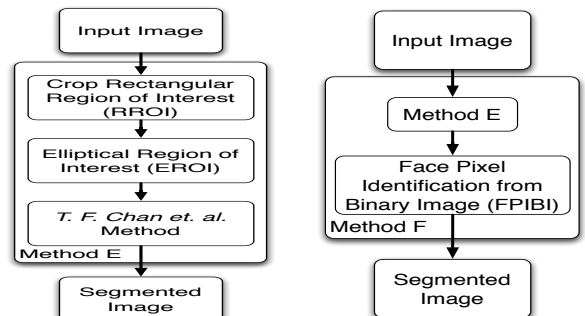 Input Image
Crop Rectangular
Region of Interest
(RROI)
Elliptical Region of
Interest (EROI)
T. F. Chan et. al.
Method
Method E
Segmented
Image
Input Image
Method E
Face Pixel
Identification from
Binary Image (FPIBI)
Method F
Segmented
Image